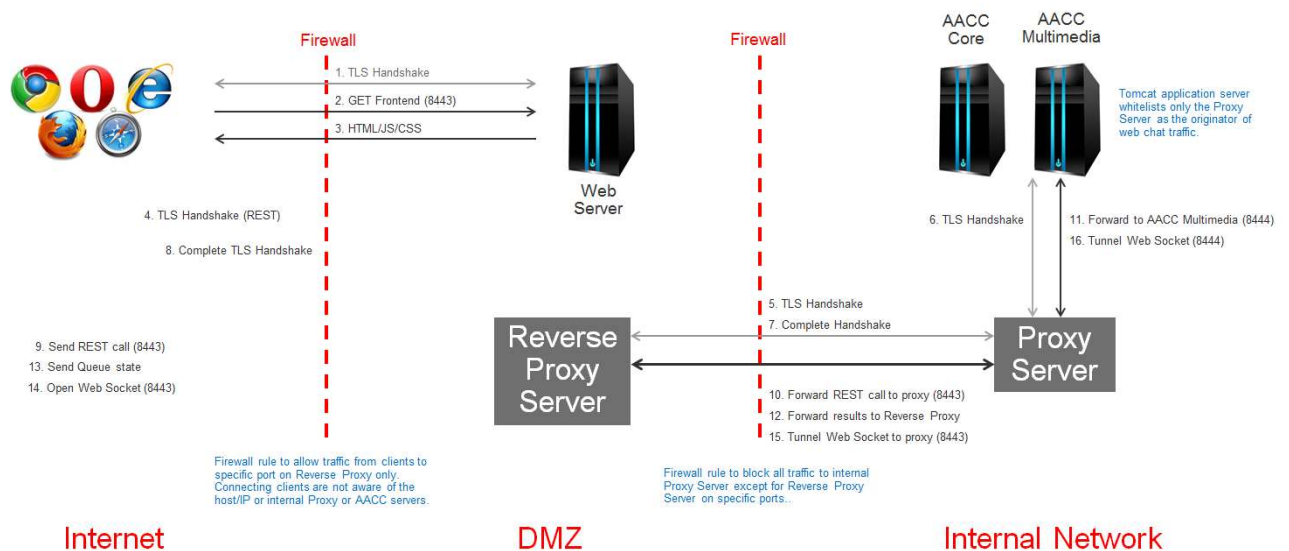 AACC
Core
AACC
Multimedia
Firewall
Firewall
1. TLS Handshake
2. GET Frontend (8443)
3. HTML/JS/CSS
Tomcat application server
whitelists only the Proxy
Server as the originator of
web chat traffic.
Web
Server
4. TLS Handshake (REST)
8. Complete TLS Handshake
6. TLS Handshake
11. Forward to AACC Multimedia (8444)
16. Tunnel Web Socket (8444)
5. TLS Handshake
7. Complete Handshake
Reverse
Proxy
Server
Proxy
Server
9. Send REST call (8443)
13. Send Queue state
14. Open Web Socket (8443)
10. Forward REST call to proxy (8443)
12. Forward results to Reverse Proxy
15. Tunnel Web Socket to proxy (8443)
Firewall rule to allow traffic from clients to
specific port on Reverse Proxy only.
Connecting clients are not aware of the
host/IP or internal Proxy or AACC servers.
Firewall rule to block all traffic to internal
Proxy Server except for Reverse Proxy
Server on specific ports...
Internet
DMZ
Internal Network